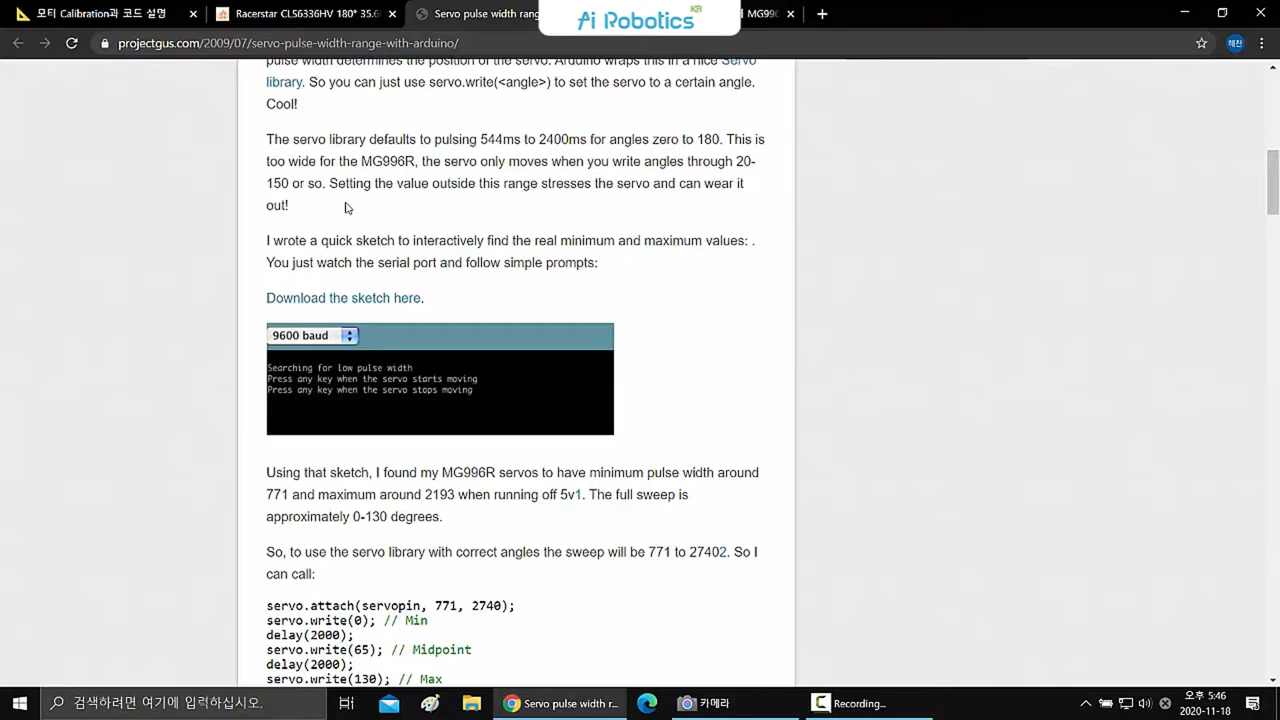 모티 Calibration과 코드 설명
Racerstar CLS6336HV 180° 35.6
Servo pulse width rang
Ai Robotics KR
MG996
projectgus.com/2009/07/servo-pulse-width-range-with-arduino/
해찬
pulse width determines the position of the servo. Arduino wraps this in a nice Servo
library. So you can just use servo.write(<angle>) to set the servo to a certain angle.
Cool!
The servo library defaults to pulsing 544ms to 2400ms for angles zero to 180. This is
too wide for the MG996R, the servo only moves when you write angles through 20-
150 or so. Setting the value outside this range stresses the servo and can wear it
out!
I wrote a quick sketch to interactively find the real minimum and maximum values: .
You just watch the serial port and follow simple prompts:
Download the sketch here.
9600 baud
Searching for low pulse width
Press any key when the servo starts moving
Press any key when the servo stops moving
Using that sketch, I found my MG996R servos to have minimum pulse width around
771 and maximum around 2193 when running off 5v1. The full sweep is
approximately 0-130 degrees.
So, to use the servo library with correct angles the sweep will be 771 to 27402. So I
can call:
servo.attach(servopin, 771, 2740);
servo.write(0); // Min
delay(2000);
servo.write(65); // Midpoint
delay(2000);
servo.write(130); // Max
검색하려면 여기에 입력하십시오.
Servo pulse width r...
카메라
Recording...
오후 5:46
2020-11-18